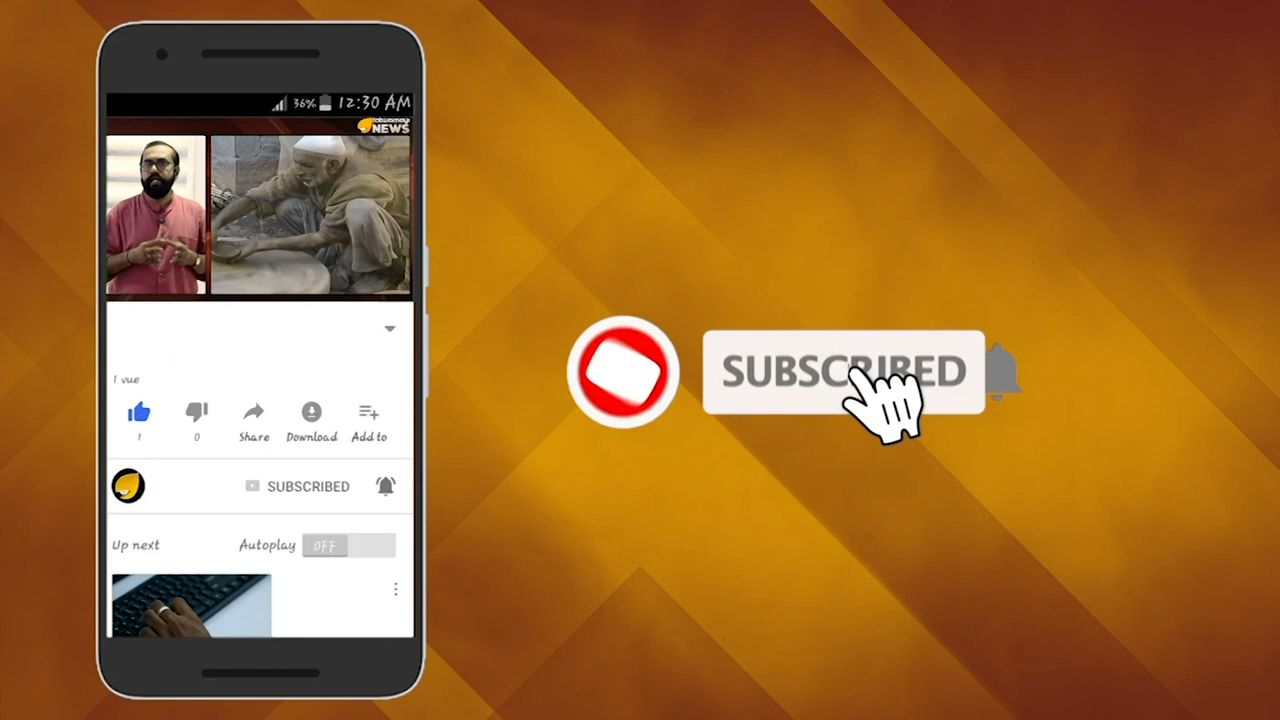 36% 12:30 AM
tatwamayi
NEWS
1 vue
1 0 Share Download Add to
SUBSCRIBED
Up next Autoplay OFF
SUBSCRIBED